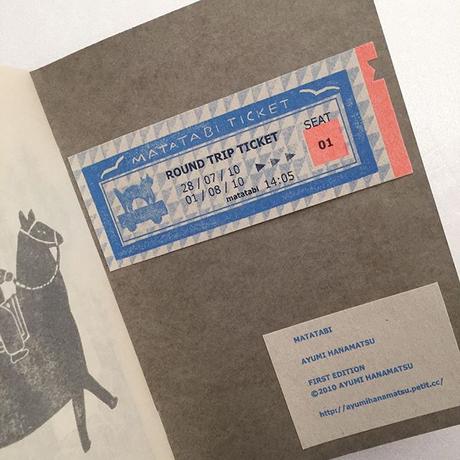 MATATABI TICKET
ROUND TRIP TICKET
28 / 07 / 10
01 / 08 / 10
matatabi 14:05
SEAT
01
MATATABI
AYUMI HANAMATSU
FIRST EDITION
©2010 AYUMI HANAMATSU
http://ayumihanamatsu.petit.cc/